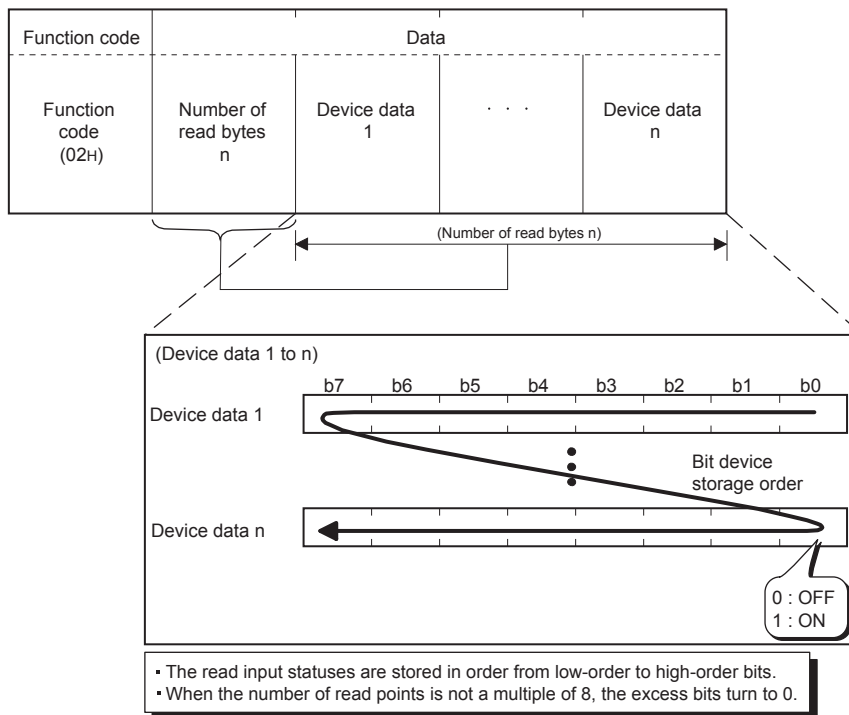 Function code Data
Function code (02H)
Number of read bytes n
Device data 1
· · ·
Device data n
(Number of read bytes n)
(Device data 1 to n)
b7 b6 b5 b4 b3 b2 b1 b0
Device data 1
Bit device
storage order
Device data n
0 : OFF
1 : ON
• The read input statuses are stored in order from low-order to high-order bits.
• When the number of read points is not a multiple of 8, the excess bits turn to 0.